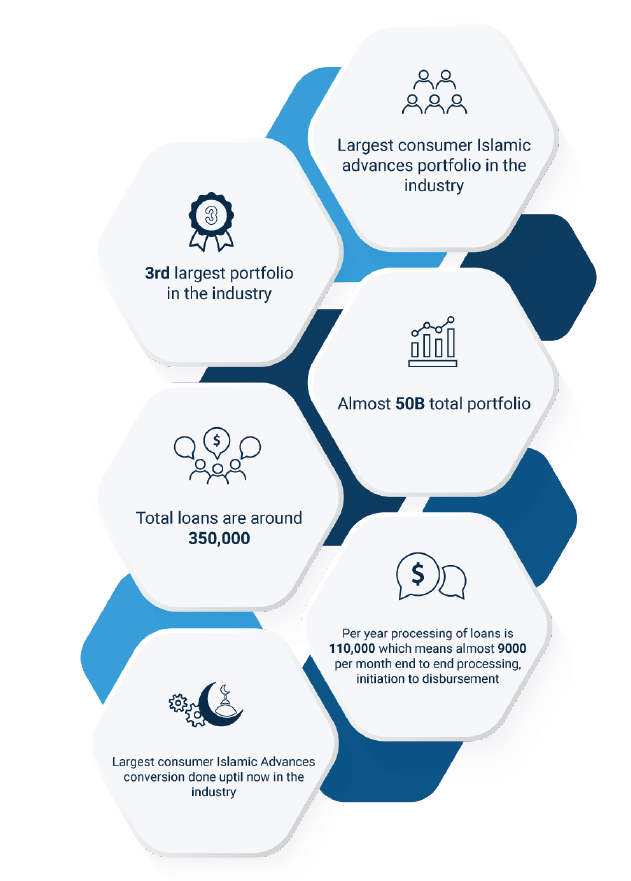 Largest consumer Islamic
advances portfolio in the
industry
3
3rd largest portfolio
in the industry
Almost 50B total portfolio
$
Total loans are around
350,000
$
Per year processing of loans is
110,000 which means almost 9000
per month end to end processing,
initiation to disbursement
Largest consumer Islamic Advances
conversion done uptil now in the
industry